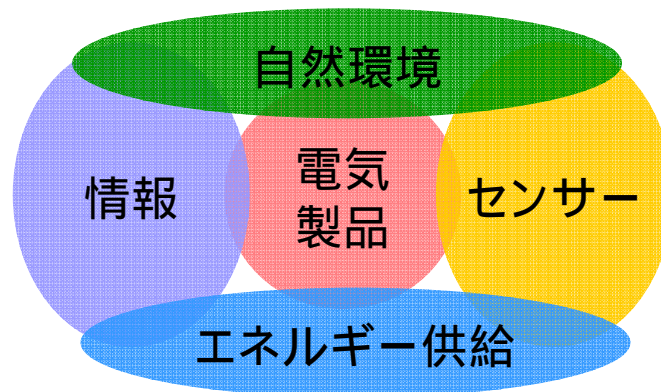 自然環境
情報
電気
製品
センサー
エネルギー供給